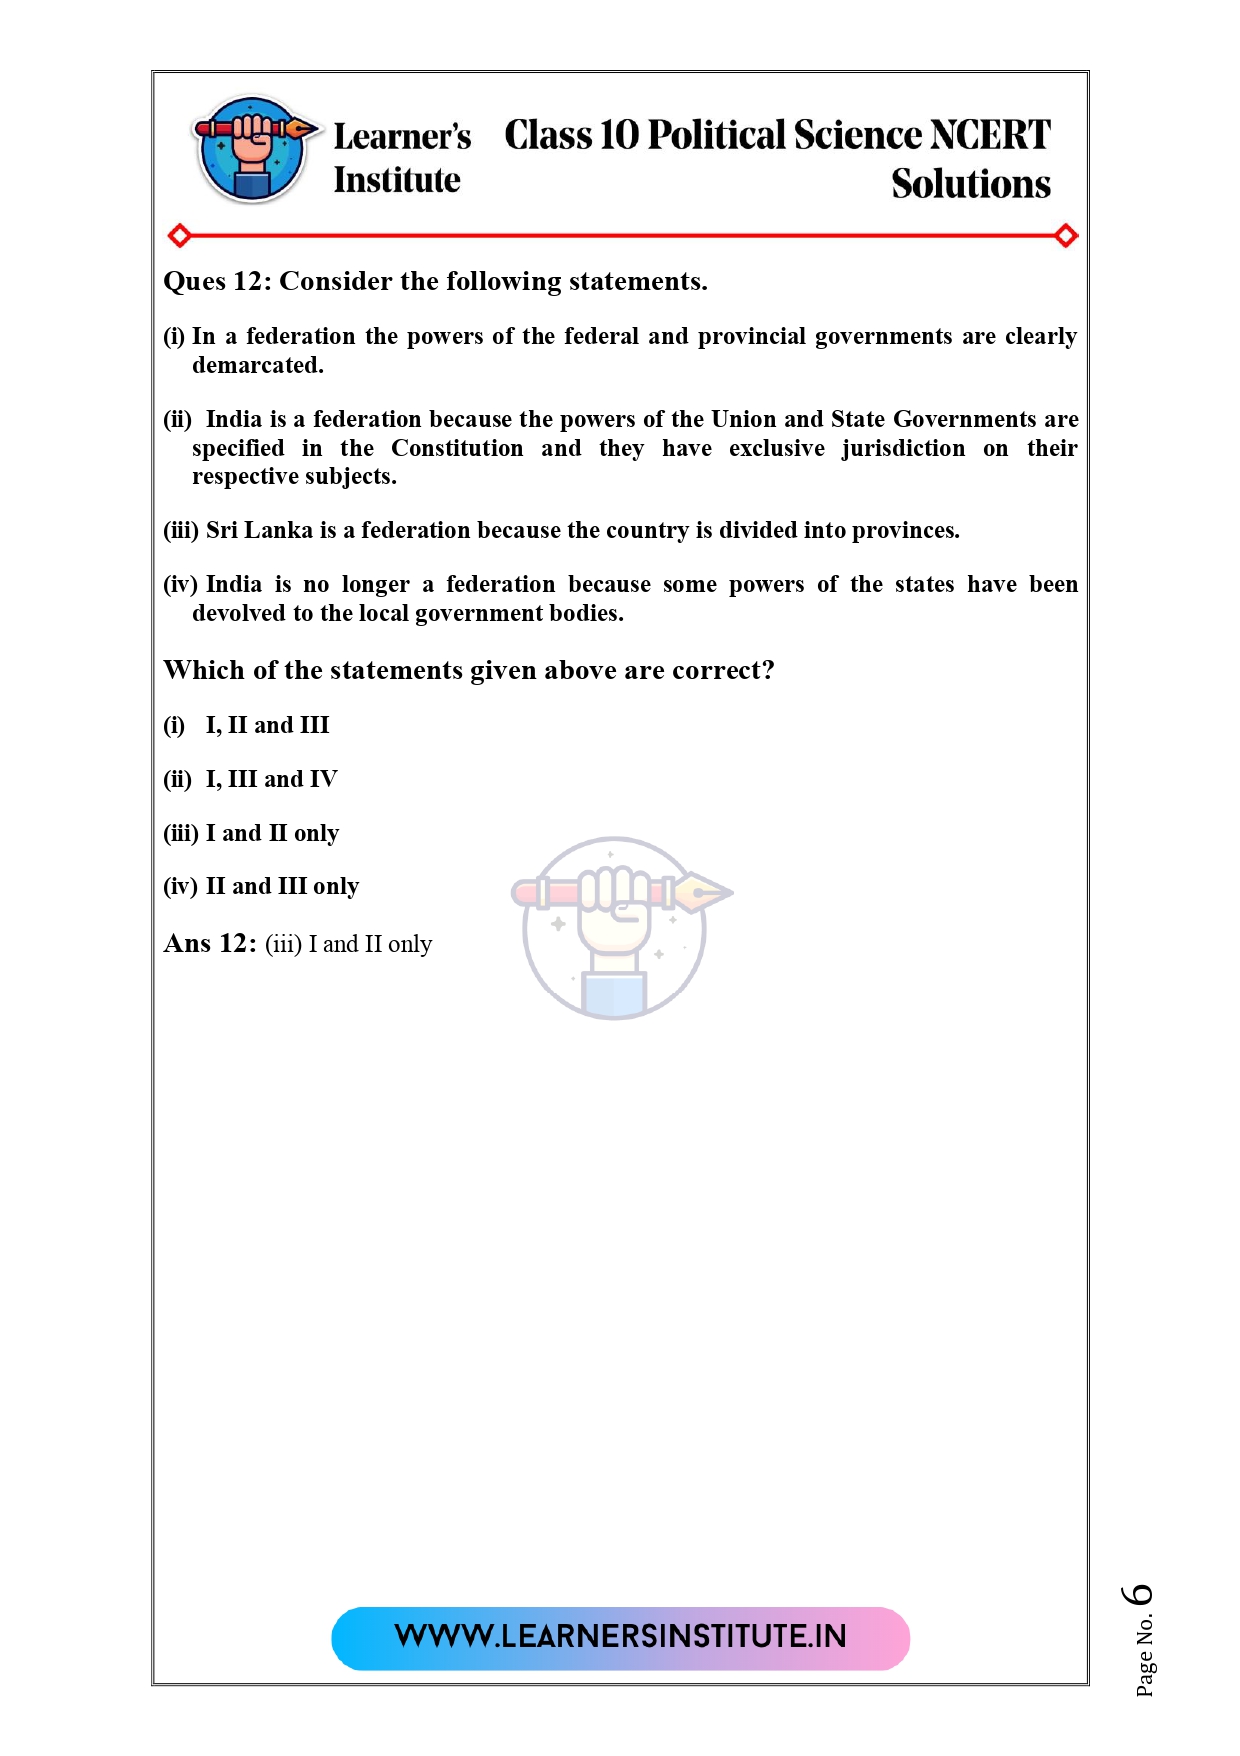 Learner's
Institute
Class 10 Political Science NCERT
Solutions
Ques 12: Consider the following statements.
(i) In a federation the powers of the federal and provincial governments are clearly
demarcated.
(ii) India is a federation because the powers of the Union and State Governments are
specified in the Constitution and they have exclusive jurisdiction on their
respective subjects.
(iii) Sri Lanka is a federation because the country is divided into provinces.
(iv) India is no longer a federation because some powers of the states have been
devolved to the local government bodies.
Which of the statements given above are correct?
(i) I, II and III
(ii) I, III and IV
(iii) I and II only
(iv) II and III only
Ans 12: (iii) I and II only
WWW.LEARNERSINSTITUTE.IN
Page No. 6